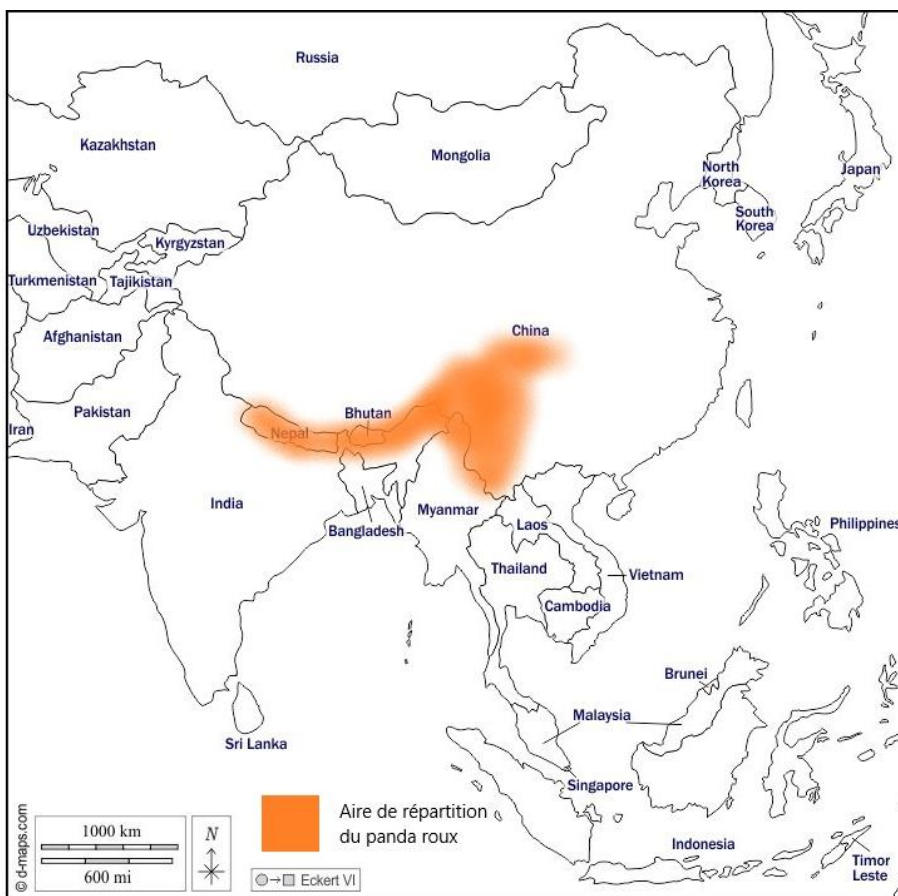 Russia
Kazakhstan
Mongolia
North
Korea
Japan
South
Korea
Uzbekistan
Kyrgyzstan
Turkmenistan
Tajikistan
Afghanistan
China
Pakistan
Iran
Nepal
Bhutan
India
Bangladesh
Myanmar
Laos
Thailand
Vietnam
Cambodia
Philippines
Brunei
Malaysia
Sri Lanka
Singapore
Indonesia
Timor
Leste
Aire de répartition
du panda roux
1000 km
600 mi
N
Eckert VI
© d-maps.com